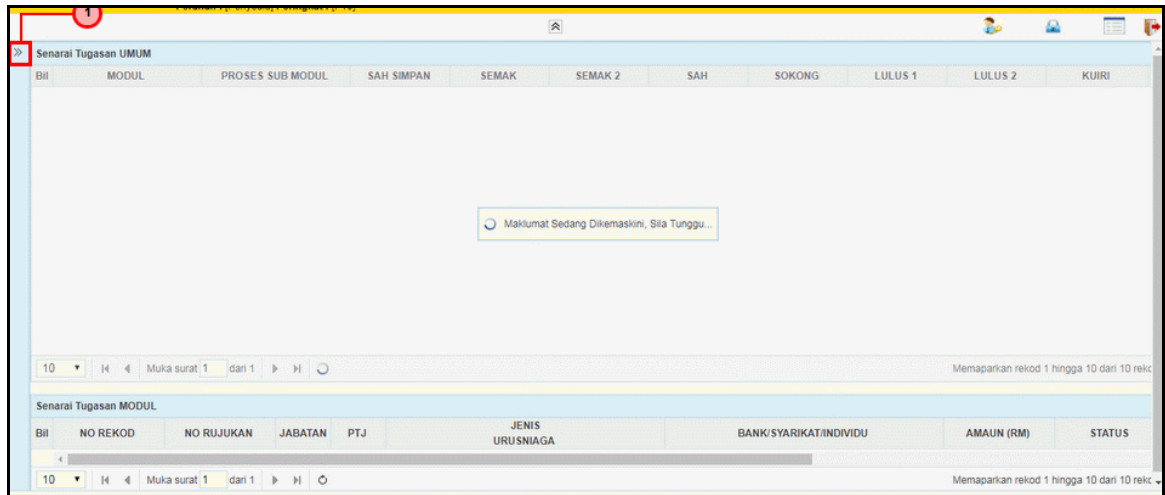 1
Senarai Tugasan UMUM
Bil MODUL PROSES SUB MODUL SAH SIMPAN SEMAK SEMAK 2 SAH SOKONG LULUS 1 LULUS 2 KUIRI
Maklumat Sedang Dikemaskini, Sila Tunggu...
10 Muka surat 1 dari 1 Memaparkan rekod 1 hingga 10 dari 10
Senarai Tugasan MODUL
Bil NO REKOD NO RUJUKAN JABATAN PTJ JENIS URUSNIAGA BANK/SYARIKAT/INDIVIDU AMAUN (RM) STATUS
10 Muka surat 1 dari 1 Memaparkan rekod 1 hingga 10 dari 10